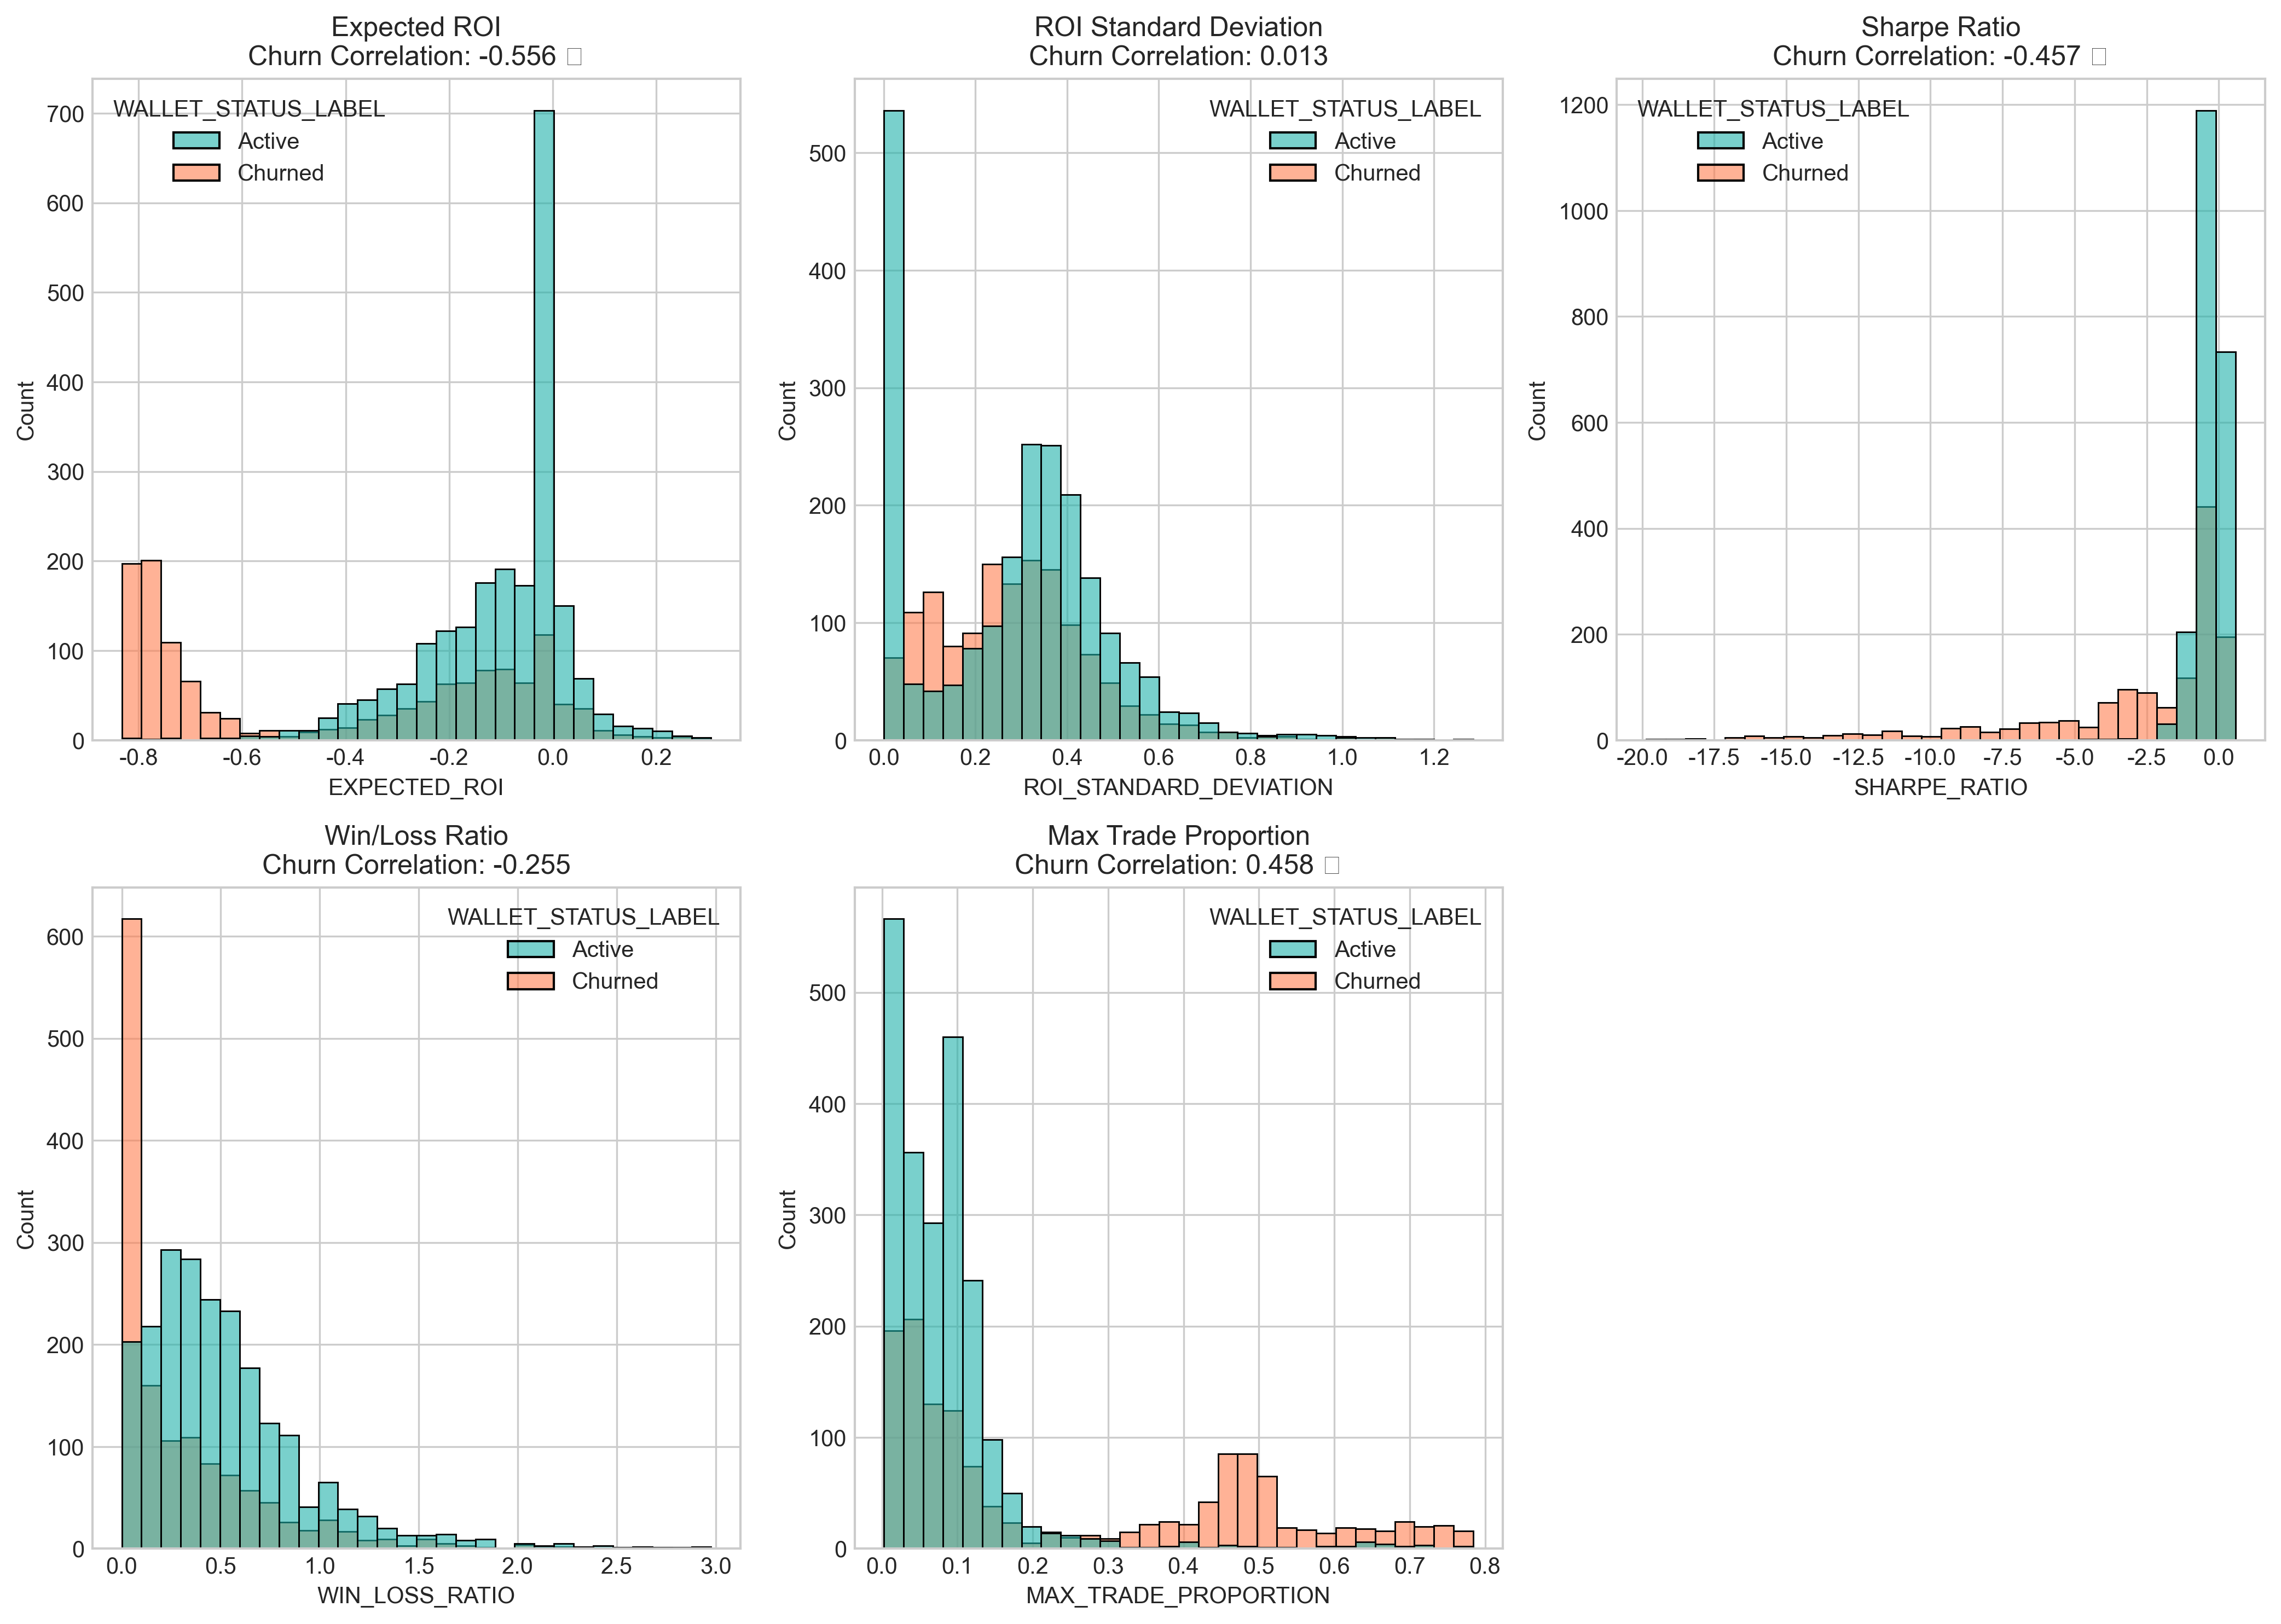 Expected ROI
Churn Correlation: -0.556 □
WALLET_STATUS_LABEL
Active
Churned
Count
700
600
500
400
300
200
100
0
-0.8 -0.6 -0.4 -0.2 0.0 0.2
EXPECTED_ROI
ROI Standard Deviation
Churn Correlation: 0.013
WALLET_STATUS_LABEL
Active
Churned
Count
500
400
300
200
100
0
0.0 0.2 0.4 0.6 0.8 1.0 1.2
ROI_STANDARD_DEVIATION
Sharpe Ratio
Churn Correlation: -0.457 □
WALLET_STATUS_LABEL
Active
Churned
Count
1200
1000
800
600
400
200
0
-20.0 -17.5 -15.0 -12.5 -10.0 -7.5 -5.0 -2.5 0.0
SHARPE_RATIO
Win/Loss Ratio
Churn Correlation: -0.255
WALLET_STATUS_LABEL
Active
Churned
Count
600
500
400
300
200
100
0
0.0 0.5 1.0 1.5 2.0 2.5 3.0
WIN_LOSS_RATIO
Max Trade Proportion
Churn Correlation: 0.458 □
WALLET_STATUS_LABEL
Active
Churned
Count
500
400
300
200
100
0
0.0 0.1 0.2 0.3 0.4 0.5 0.6 0.7 0.8
MAX_TRADE_PROPORTION